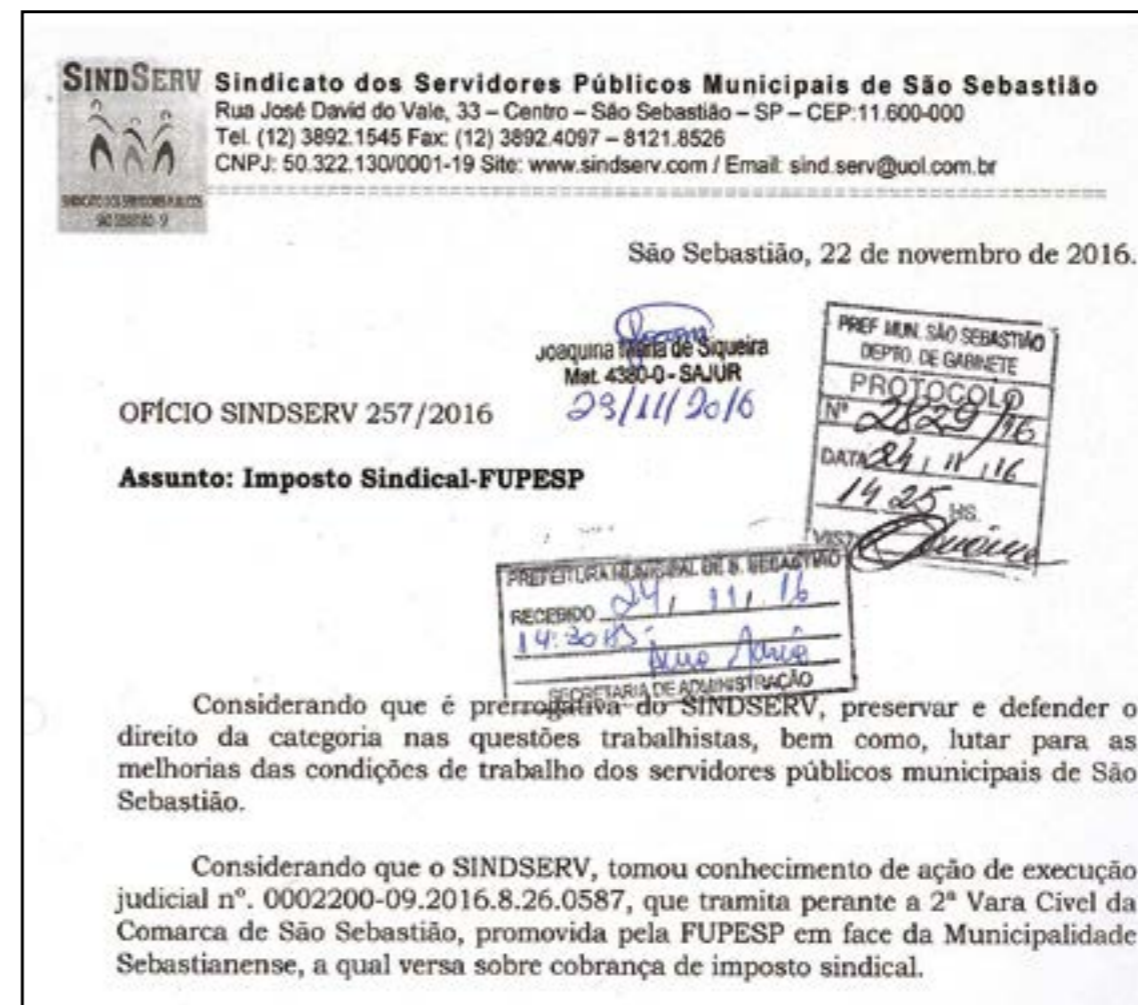 SINDSERV Sindicato dos Servidores Públicos Municipais de São Sebastião
Rua José David do Vale, 33 – Centro – São Sebastião – SP – CEP:11.600-000
Tel. (12) 3892.1545 Fax: (12) 3892.4097 – 8121.8526
CNPJ: 50.322.130/0001-19 Site: www.sindserv.com / Email: sind.serv@uol.com.br
SINDICATO DOS SERVIDORES PUBLICOS
SÃO SEBASTIÃO - SP
São Sebastião, 22 de novembro de 2016.
Joaquina Maria de Siqueira
Mat. 4380-0 - SAJUR
23/11/2016
PREF MUN. SÃO SEBASTIÃO
DEPTO. DE GABINETE
PROTOCOLO
Nº 2829/16
DATA 24, 11, 16
14 25 HS.
VISTO
OFÍCIO SINDSERV 257/2016
Assunto: Imposto Sindical-FUPESP
PREFEITURA MUNICIPAL DE S. SEBASTIÃO
RECEBIDO 24, 11, 16
14:30
SECRETARIA DE ADMINISTRAÇÃO
Considerando que é prerrogativa do SINDSERV, preservar e defender o
direito da categoria nas questões trabalhistas, bem como, lutar para as
melhorias das condições de trabalho dos servidores públicos municipais de São
Sebastião.
Considerando que o SINDSERV, tomou conhecimento de ação de execução
judicial nº. 0002200-09.2016.8.26.0587, que tramita perante a 2ª Vara Civel da
Comarca de São Sebastião, promovida pela FUPESP em face da Municipalidade
Sebastianense, a qual versa sobre cobrança de imposto sindical.